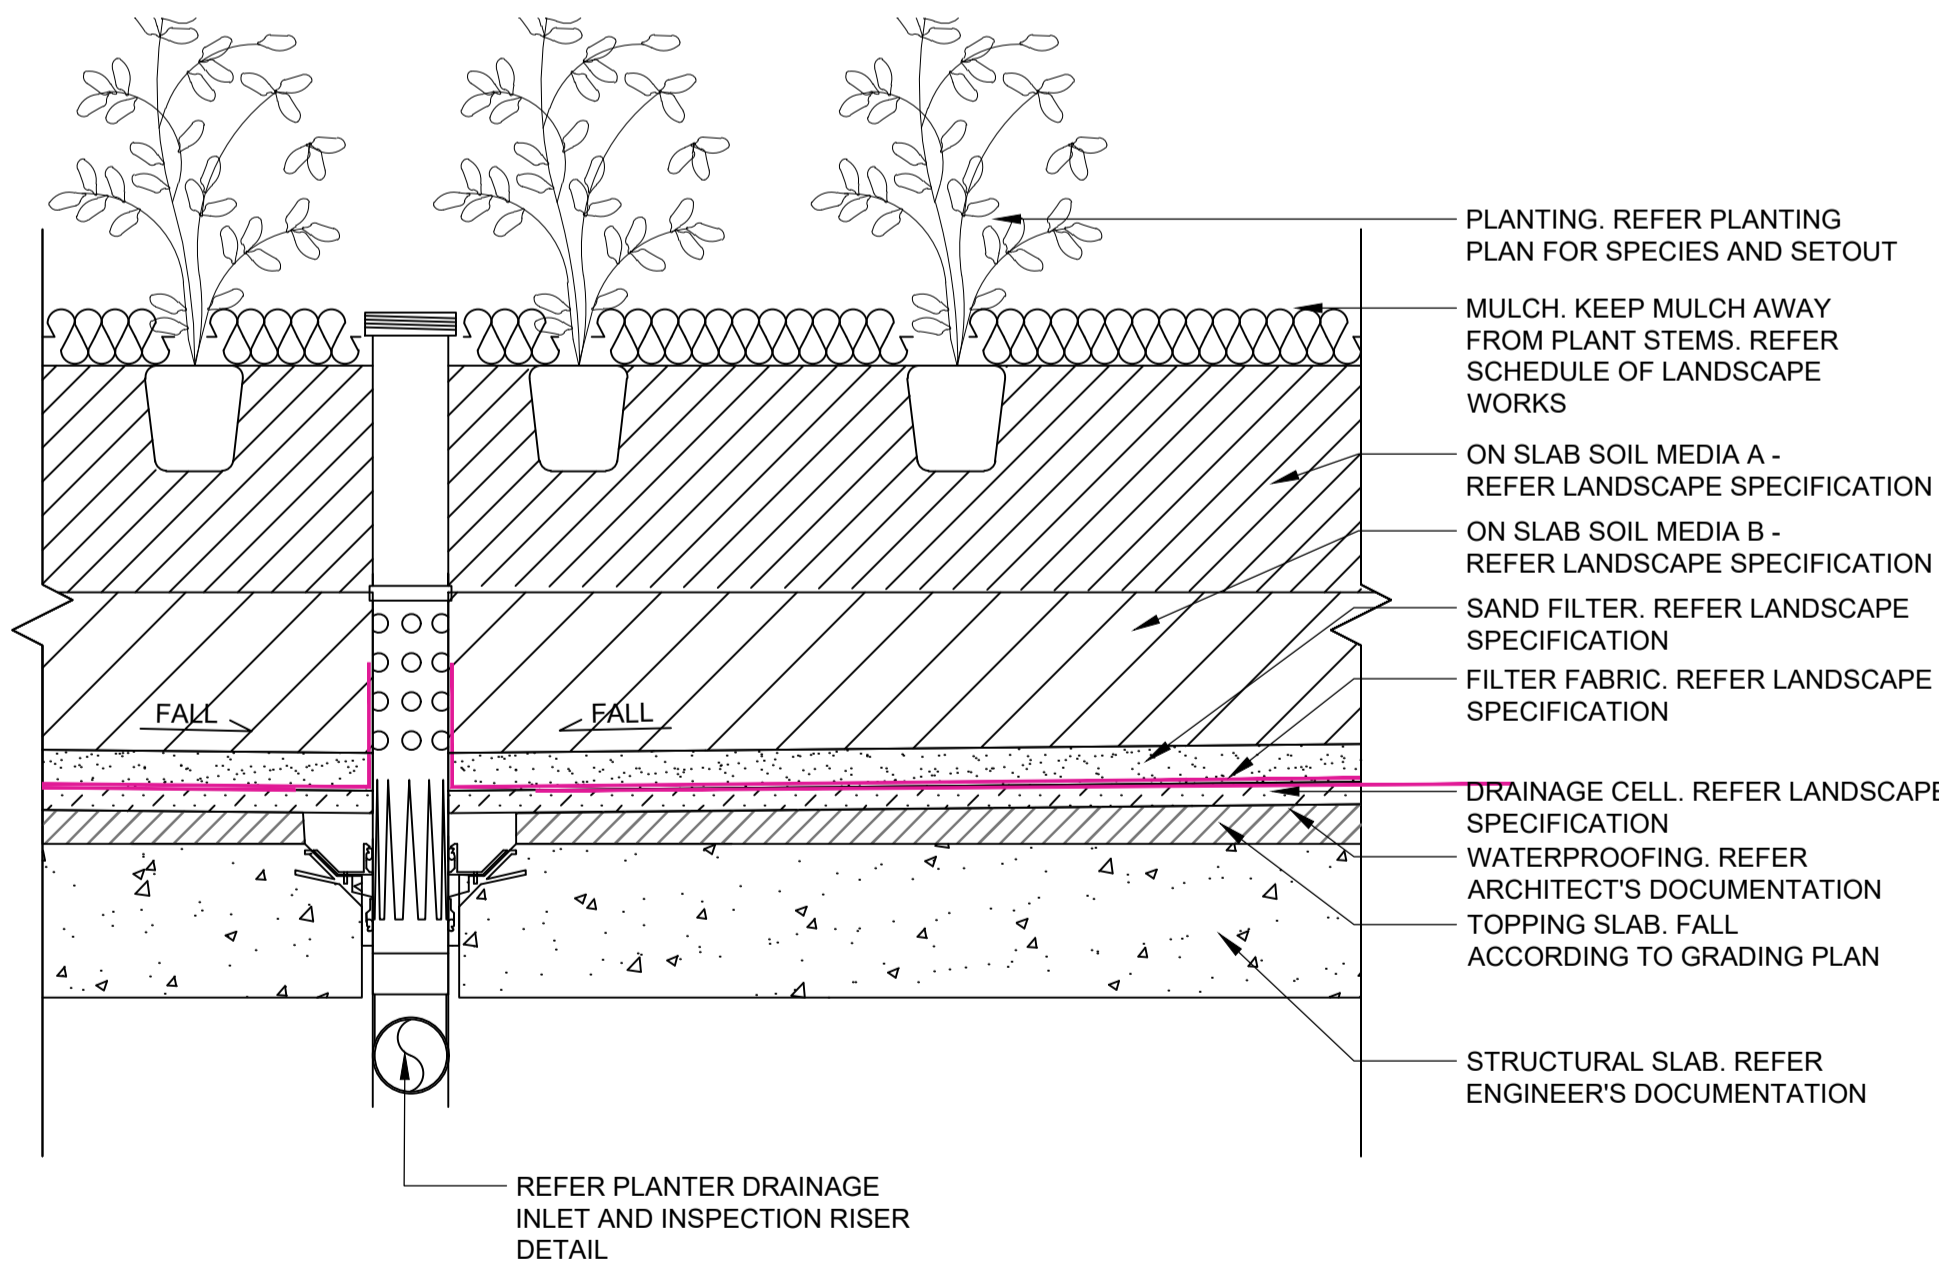 PLANTING. REFER PLANTING
PLAN FOR SPECIES AND SETOUT
MULCH. KEEP MULCH AWAY
FROM PLANT STEMS. REFER
SCHEDULE OF LANDSCAPE
WORKS
ON SLAB SOIL MEDIA A -
REFER LANDSCAPE SPECIFICATION
ON SLAB SOIL MEDIA B -
REFER LANDSCAPE SPECIFICATION
SAND FILTER. REFER LANDSCAPE
SPECIFICATION
FILTER FABRIC. REFER LANDSCAPE
SPECIFICATION
FALL
FALL
DRAINAGE CELL. REFER LANDSCAPE
SPECIFICATION
WATERPROOFING. REFER
ARCHITECT'S DOCUMENTATION
TOPPING SLAB. FALL
ACCORDING TO GRADING PLAN
STRUCTURAL SLAB. REFER
ENGINEER'S DOCUMENTATION
REFER PLANTER DRAINAGE
INLET AND INSPECTION RISER
DETAIL